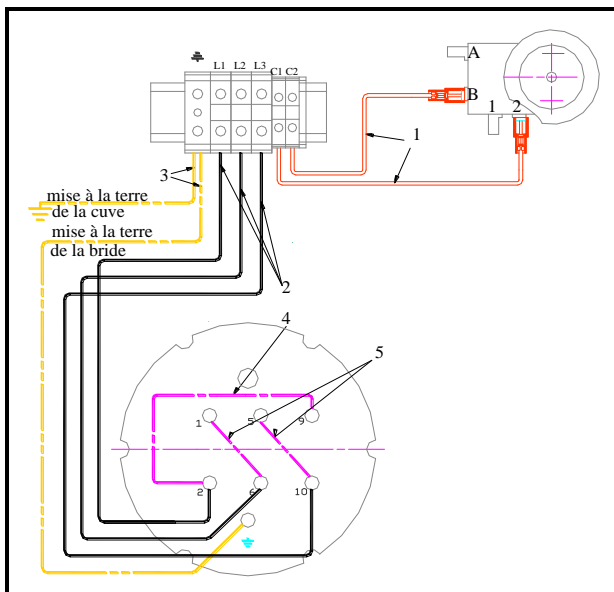 L1 L2 L3 C1 C2
A
B
1 2
1
3
mise à la terre
de la cuve
mise à la terre
de la bride
2
4
5
1 5 9
2 6 10